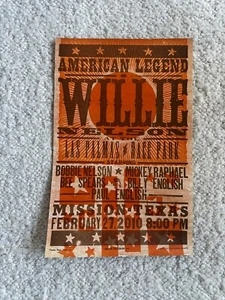 AMERICAN LEGEND
WILLIE
NELSON
LAS PALMAS RACE PARK
BOBBIE NELSON ★ MICKEY RAPHAEL
BEE SPEARS BILLY ENGLISH
PAUL ENGLISH
MISSION, TEXAS
FEBRUARY 27, 2010 8:00 PM